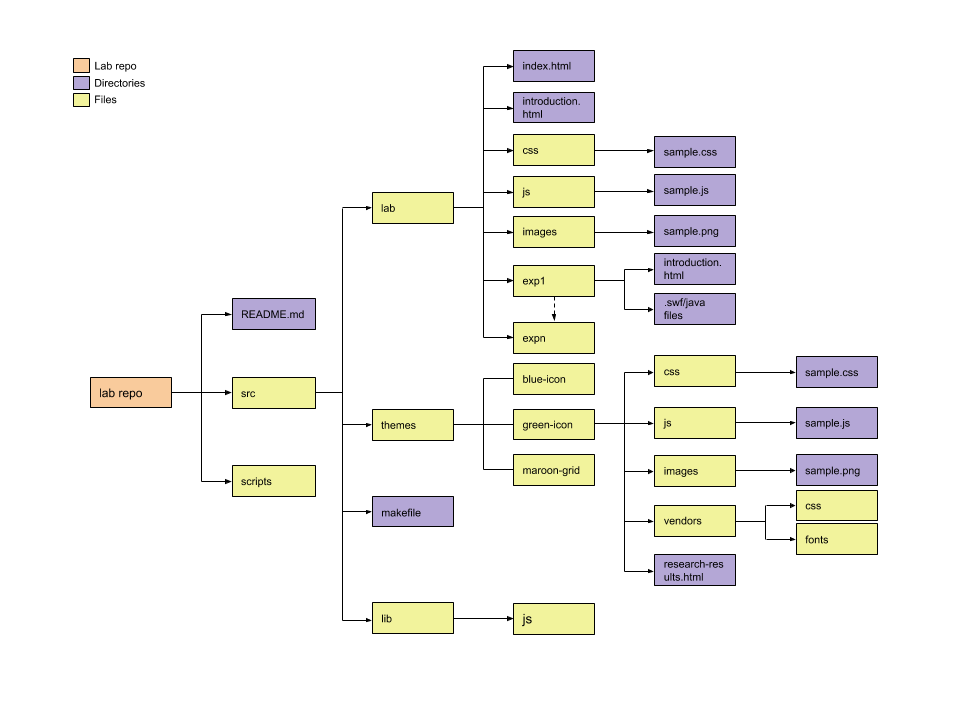 Lab repo
Directories
Files
index.html
introduction.
html
css
sample.css
js
sample.js
lab
images
sample.png
exp1
introduction.
html
.swf/java
files
README.md
expn
lab repo
src
blue-icon
css
sample.css
themes
green-icon
js
sample.js
maroon-grid
images
sample.png
scripts
makefile
vendors
css
fonts
research-res
ults.html
lib
js